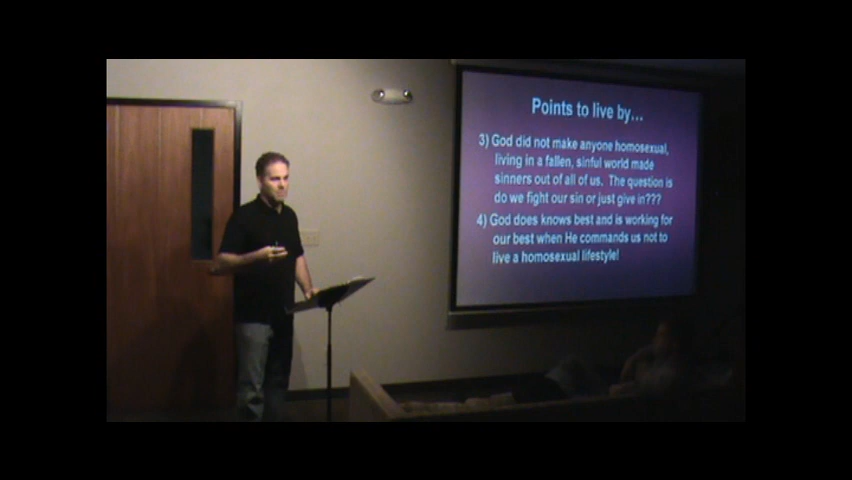 Points to live by...
3) God did not make anyone homosexual,
living in a fallen, sinful world made
sinners out of all of us. The question is
do we fight our sin or just give in???
4) God does knows best and is working for
our best when He commands us not to
live a homosexual lifestyle!